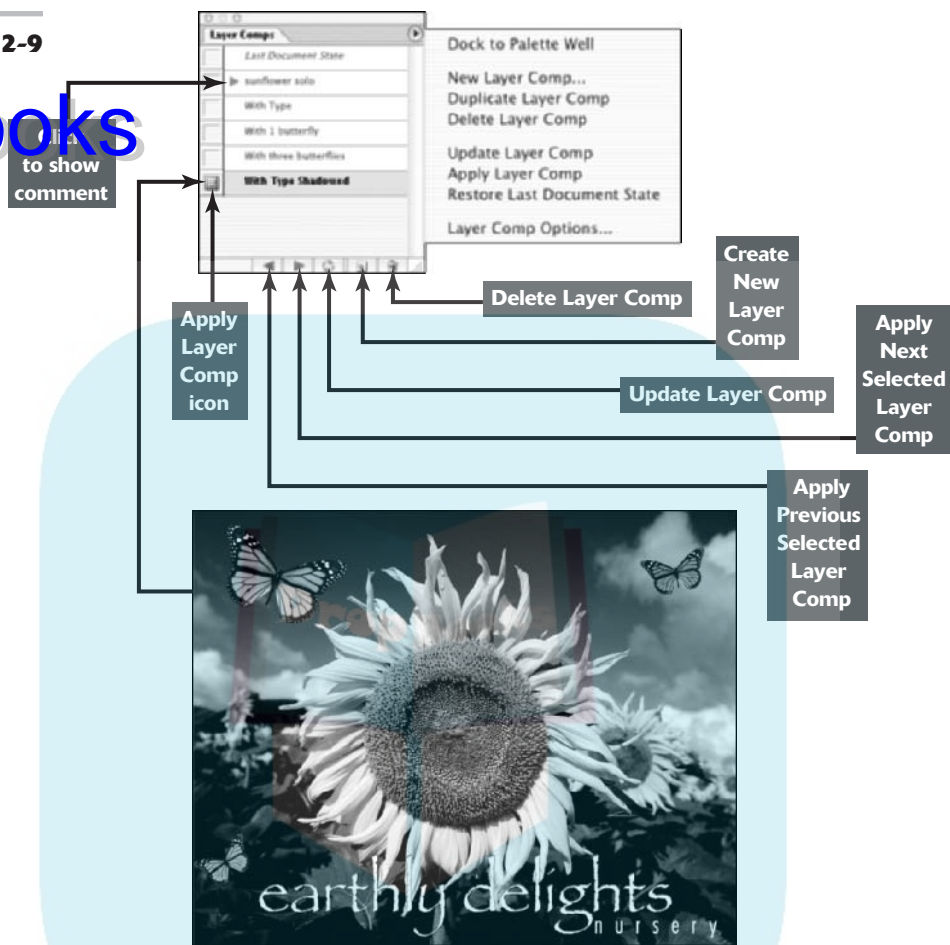 2-9
Layer Comps
Last Document State
sunflower solo
With Type
With 1 butterfly
With three butterflies
With Type Shadowed
Dock to Palette Well
New Layer Comp...
Duplicate Layer Comp
Delete Layer Comp
Update Layer Comp
Apply Layer Comp
Restore Last Document State
Layer Comp Options...
ooks
Click
to show
comment
Apply
Layer
Comp
icon
Delete Layer Comp
Create
New
Layer
Comp
Update Layer Comp
Apply
Next
Selected
Layer
Comp
Apply
Previous
Selected
Layer
Comp
earthly delights
nursery